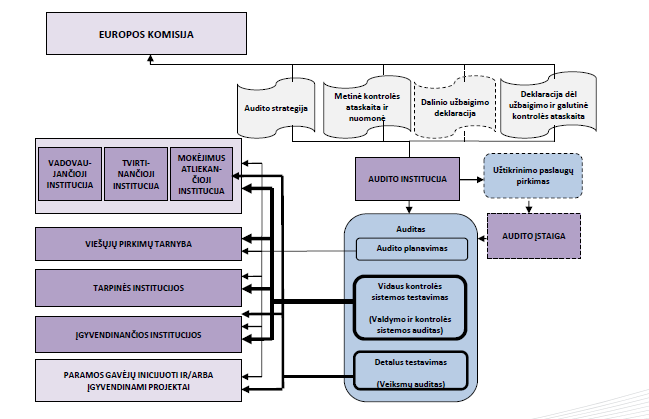 EUROPOS KOMISIJA
Audito strategija
Metinė kontrolės
ataskaita ir
nuomonė
Dalinio užbaigimo
deklaracija
Deklaracija dėl
užbaigimo ir galutinė
kontrolės ataskaita
VADOVAU-
JANČIOJI
INSTITUCIJA
TVIRTI-
NANČIOJI
INSTITUCIJA
MOKĖJIMUS
ATLIEKAN-
ČIOJI
INSTITUCIJA
AUDITO INSTITUCIJA
Užtikrinimo paslaugų
pirkimas
AUDITO ĮSTAIGA
VIEŠŲJŲ PIRKIMŲ TARNYBA
TARPINĖS INSTITUCIJOS
ĮGYVENDINANČIOS INSTITUCIJOS
PARAMOS GAVĖJŲ INICIJUOTI IR/ARBA
ĮGYVENDINAMI PROJEKTAI
Auditas
Audito planavimas
Vidaus kontrolės
sistemos testavimas
(Valdymo ir kontrolės
sistemos auditas)
Detalus testavimas
(Veiksmų auditas)